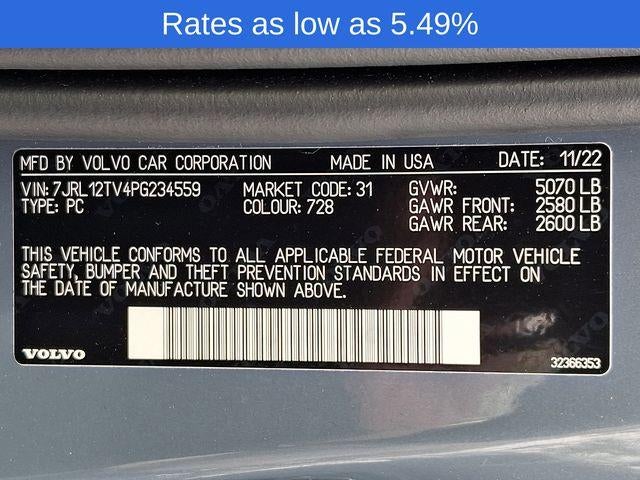 Rates as low as 5.49%
MFD BY VOLVO CAR CORPORATION MADE IN USA DATE: 11/22
VIN: 7JRL12TV4PG234559 MARKET CODE: 31 GVWR: 5070 LB
TYPE: PC COLOUR: 728 GAWR FRONT: 2580 LB
GAWR REAR: 2600 LB
THIS VEHICLE CONFORMS TO ALL APPLICABLE FEDERAL MOTOR VEHICLE
SAFETY, BUMPER AND THEFT PREVENTION STANDARDS IN EFFECT ON
THE DATE OF MANUFACTURE SHOWN ABOVE.
VOLVO 32366353